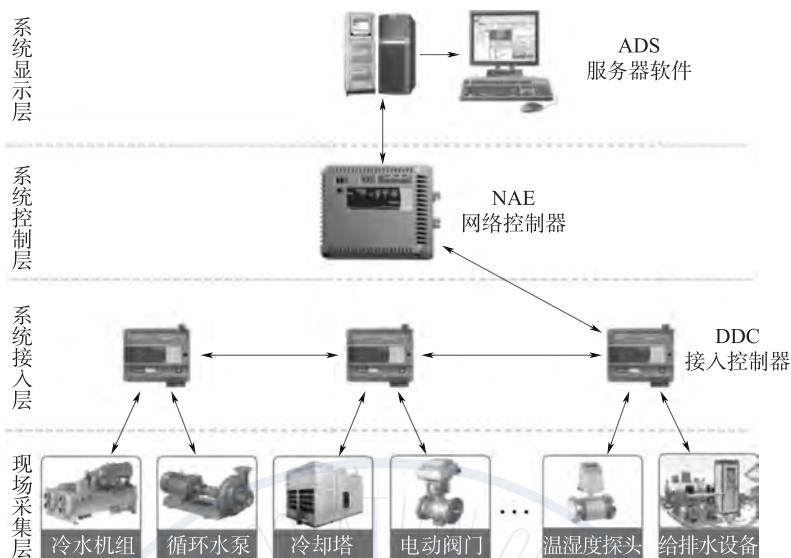 系统显示层
ADS
服务器软件
系统控制层
NAE
网络控制器
系统接入层
DDC
接入控制器
现场采集层
冷水机组
循环水泵
冷却塔
电动阀门
...
温湿度探头
给排水设备